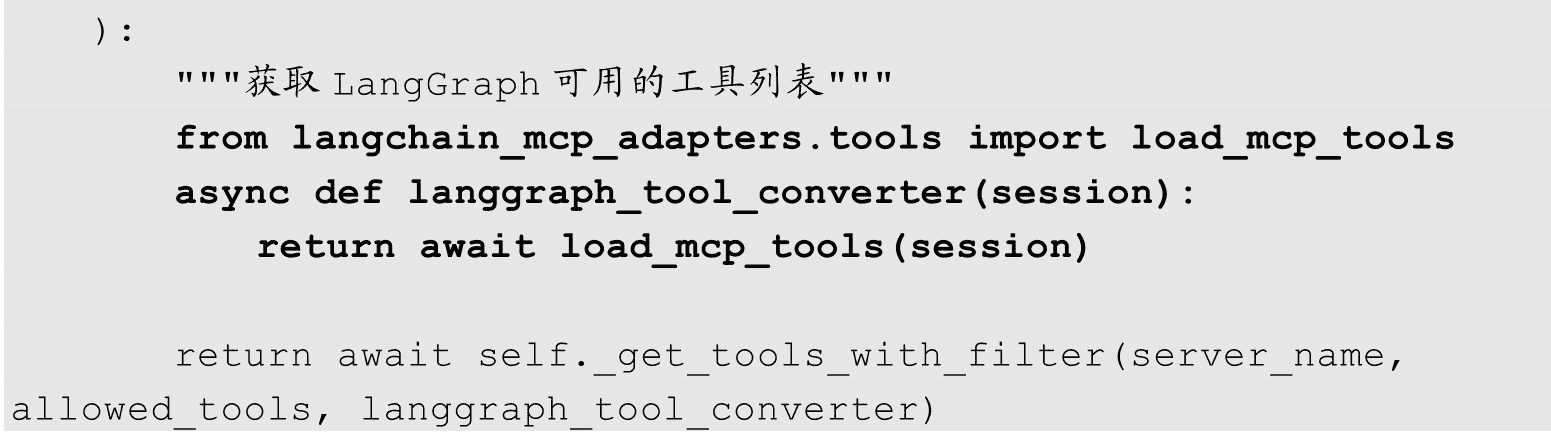 ):
        """获取 LangGraph 可用的工具列表"""
        from langchain_mcp_adapters.tools import load_mcp_tools
        async def langgraph_tool_converter(session):
            return await load_mcp_tools(session)

        return await self._get_tools_with_filter(server_name,
allowed_tools, langgraph_tool_converter)